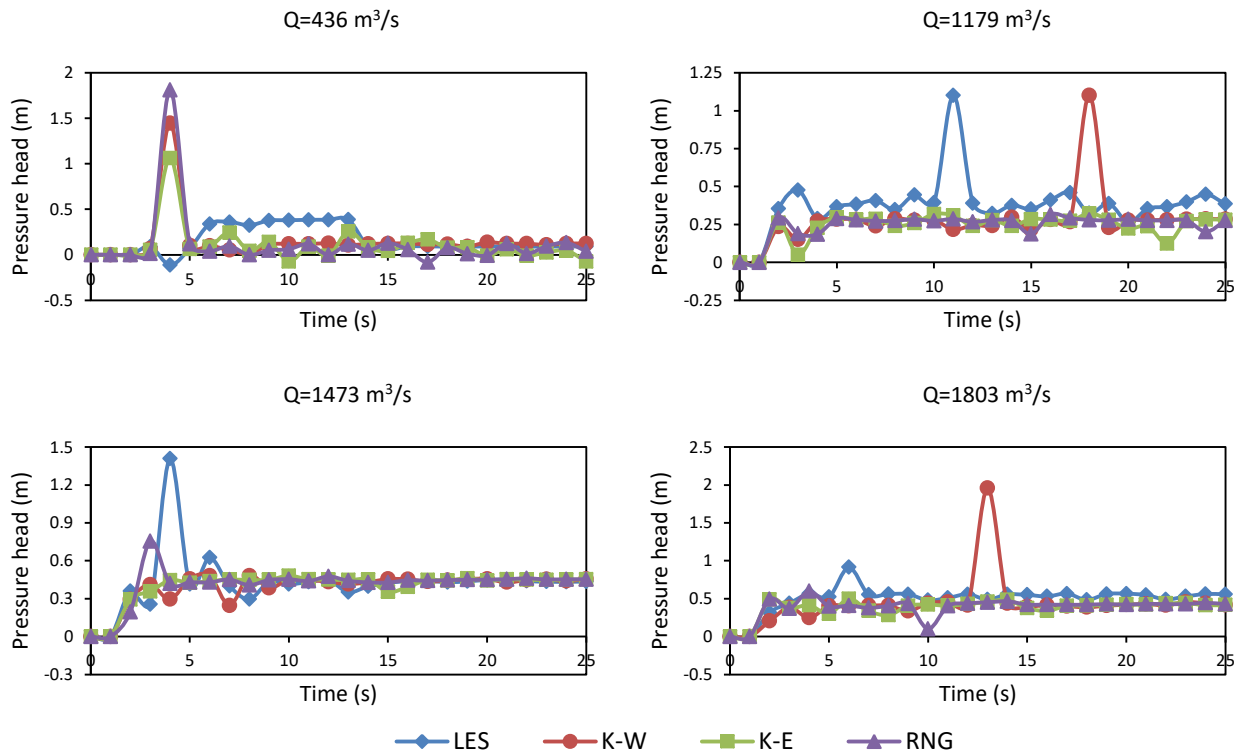 Q=436 m³/s
Pressure head (m)
2
1.5
1
0.5
0
-0.5
0 5 10 15 20 25
Time (s)
Q=1179 m³/s
Pressure head (m)
1.25
1
0.75
0.5
0.25
0
-0.25
0 5 10 15 20 25
Time (s)
Q=1473 m³/s
Pressure head (m)
1.5
1.2
0.9
0.6
0.3
0
-0.3
0 5 10 15 20 25
Time (s)
Q=1803 m³/s
Pressure head (m)
2.5
2
1.5
1
0.5
0
-0.5
0 5 10 15 20 25
Time (s)
LES K-W K-E RNG